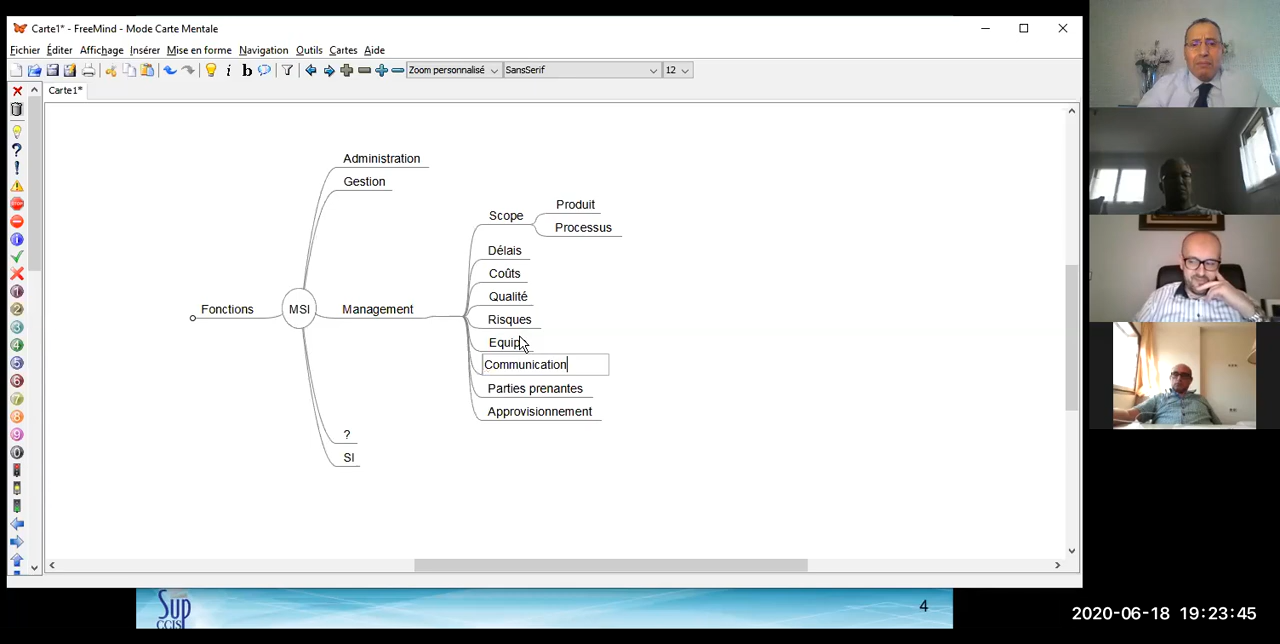 Carte1* - FreeMind - Mode Carte Mentale
Fichier Éditer Affichage Insérer Mise en forme Navigation Outils Cartes Aide
Zoom personnalisé SansSerif 12
Carte1*
Administration
Gestion
Produit
Scope
Processus
Délais
Coûts
Qualité
Fonctions MSI Management
Risques
Communication
Parties prenantes
Approvisionnement
?
SI
Sup
CCIS
4
2020-06-18 19:23:45